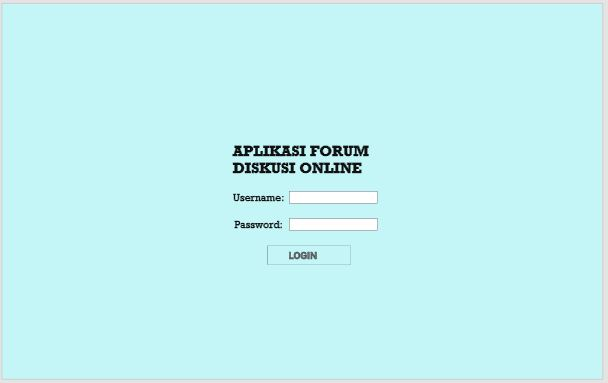 APLIKASI FORUM
DISKUSI ONLINE
Username:
Password:
LOGIN